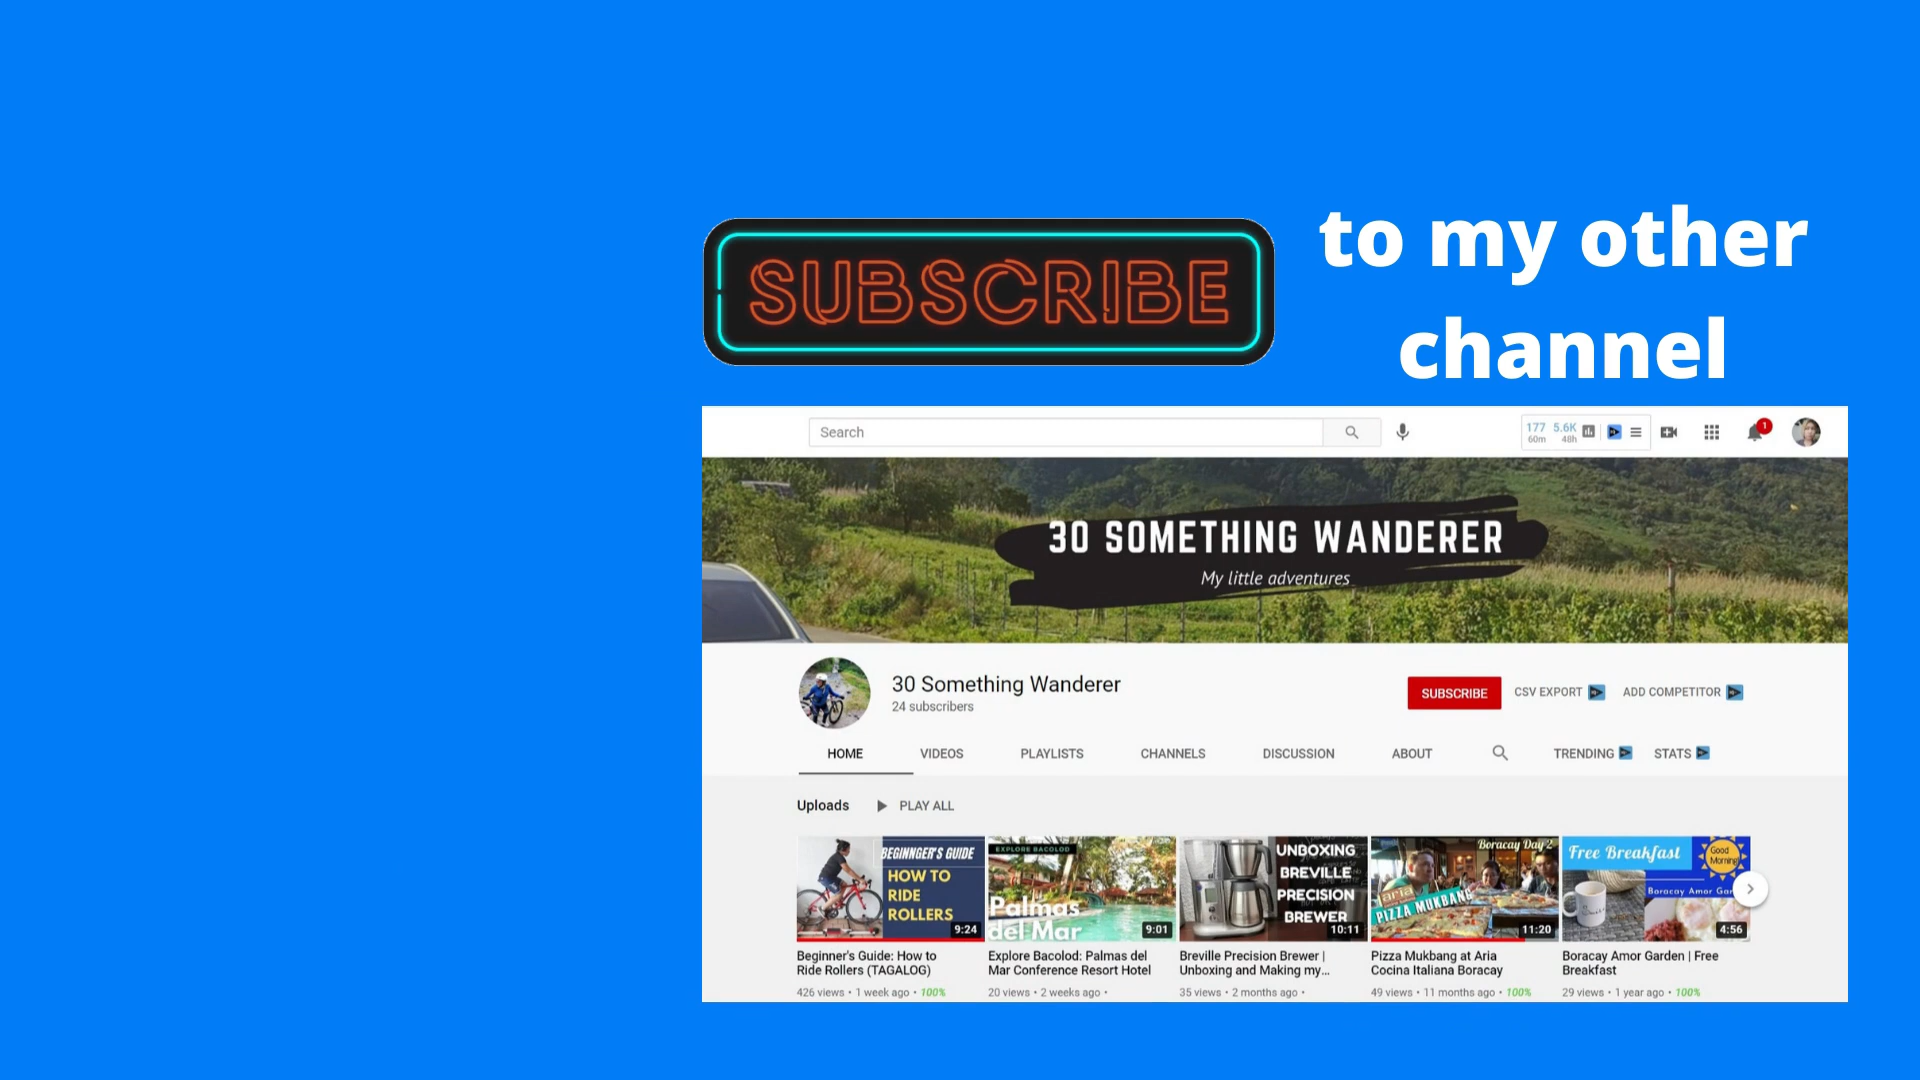 SUBSCRIBE
to my other
channel
Search
177 5.6K
60m 48h
1
30 SOMETHING WANDERER
My little adventures
30 Something Wanderer
24 subscribers
SUBSCRIBE CSV EXPORT ADD COMPETITOR
HOME VIDEOS PLAYLISTS CHANNELS DISCUSSION ABOUT TRENDING STATS
Uploads PLAY ALL
BEGINNGER'S GUIDE
HOW TO
RIDE
ROLLERS
9:24
EXPLORE BACOLOD
Palmas
del Mar
9:01
UNBOXING
BREVILLE
PRECISION
BREWER
10:11
Boracay Day 2
aria
PIZZA MUKBANG
11:20
Free Breakfast
Good
Morning
Boracay Amor Gar
4:56
Beginner's Guide: How to
Ride Rollers (TAGALOG)
426 views • 1 week ago • 100%
Explore Bacolod: Palmas del
Mar Conference Resort Hotel
20 views • 2 weeks ago •
Breville Precision Brewer |
Unboxing and Making my...
35 views • 2 months ago •
Pizza Mukbang at Aria
Cocina Italiana Boracay
49 views • 11 months ago • 100%
Boracay Amor Garden | Free
Breakfast
29 views • 1 year ago • 100%